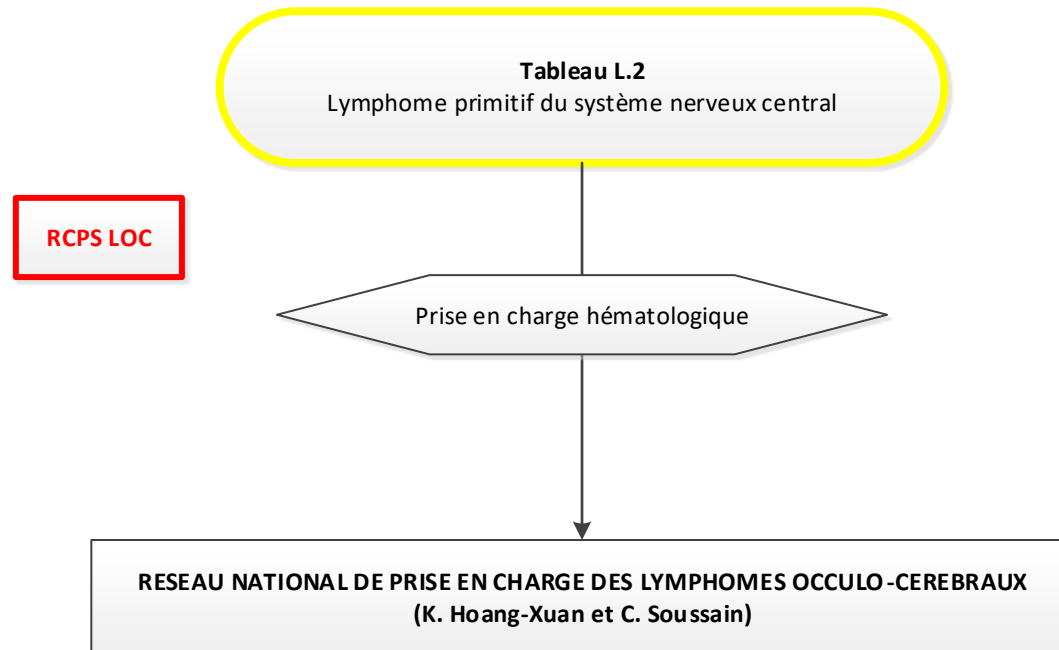 Tableau L.2
Lymphome primitif du système nerveux central
RCPS LOC
Prise en charge hématologique
RESEAU NATIONAL DE PRISE EN CHARGE DES LYMPHOMES OCCULO-CEREBRAUX
(K. Hoang-Xuan et C. Soussain)